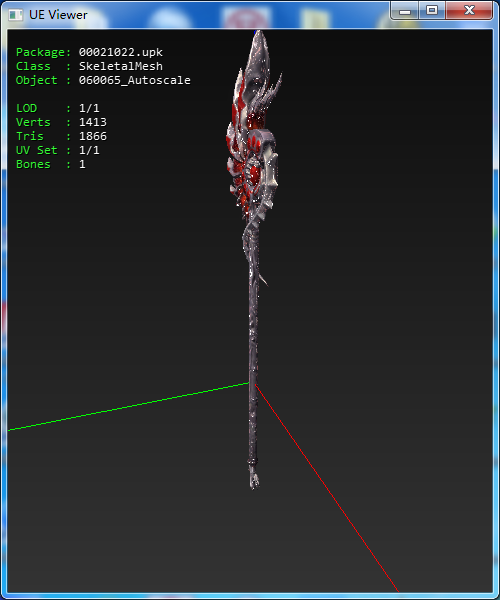 UE Viewer
Package: 00021022.upk
Class  : SkeletalMesh
Object : 060065_Autoscale
LOD    : 1/1
Verts  : 1413
Tris   : 1866
UV Set : 1/1
Bones  : 1